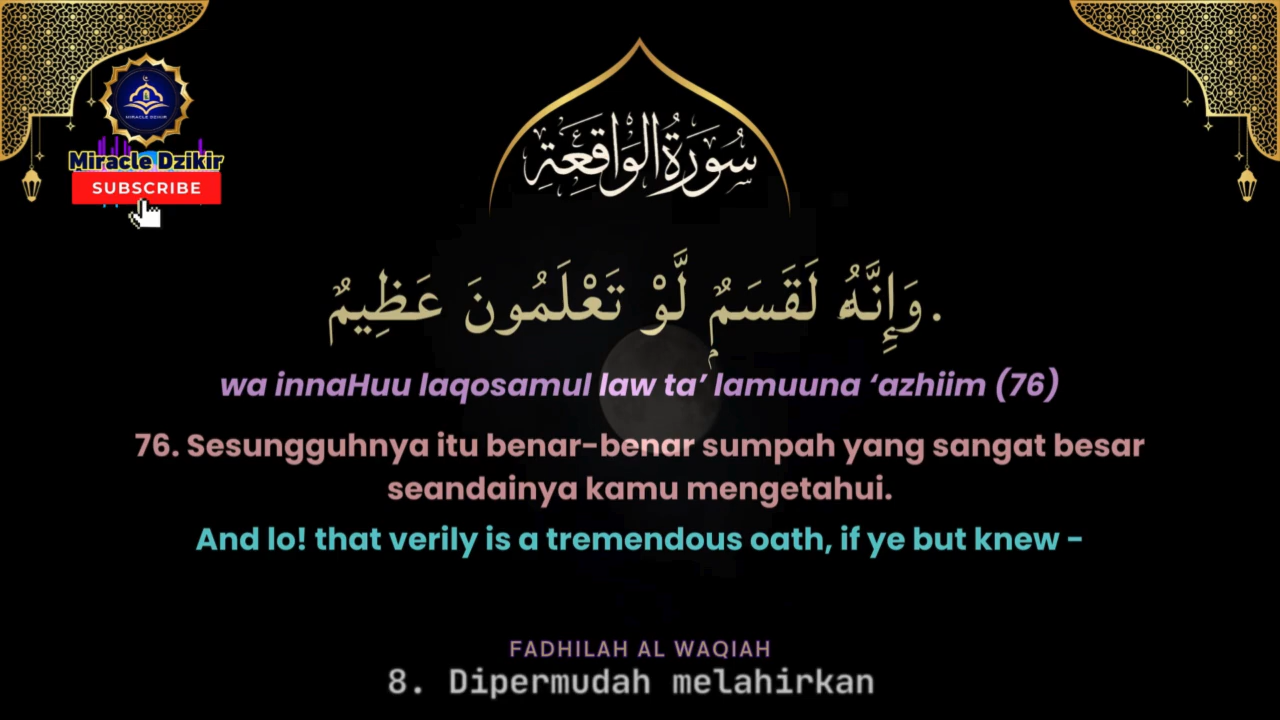 MIRACLE DZIKIR
Miracle Dzikir
SUBSCRIBE
سُورَةُ الوَاقِعَةِ
وَإِنَّهُۥ لَقَسَمٌۭ لَّوْ تَعْلَمُونَ عَظِيمٌ.
wa innaHuu laqosamul law ta’ lamuuna ‘azhiim (76)
76. Sesungguhnya itu benar-benar sumpah yang sangat besar
seandainya kamu mengetahui.
And lo! that verily is a tremendous oath, if ye but knew -
FADHILAH AL WAQIAH
8. Dipermudah melahirkan